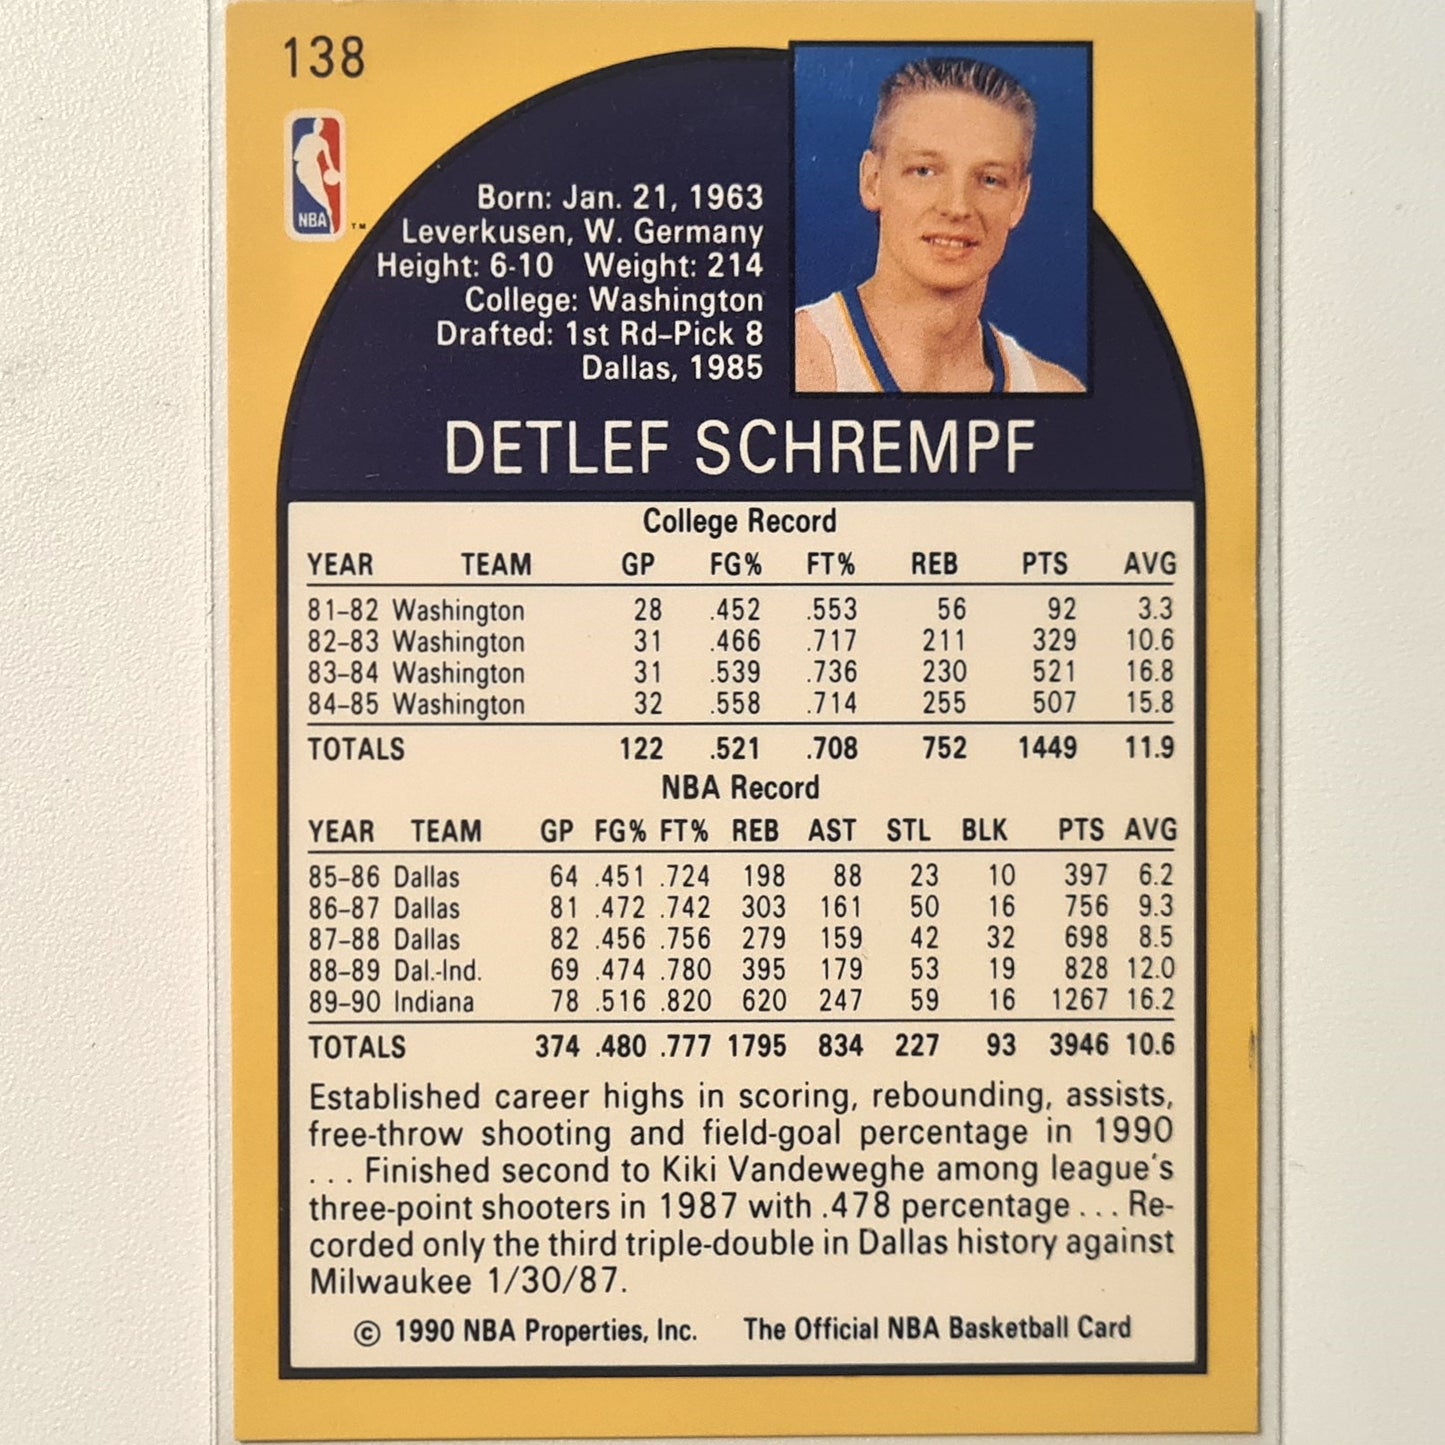 138
NBA
™
Born: Jan. 21, 1963
Leverkusen, W. Germany
Height: 6-10 Weight: 214
College: Washington
Drafted: 1st Rd–Pick 8
Dallas, 1985
DETLEF SCHREMPF
College Record
YEAR TEAM GP FG% FT% REB PTS AVG
81–82 Washington 28 .452 .553 56 92 3.3
82–83 Washington 31 .466 .717 211 329 10.6
83–84 Washington 31 .539 .736 230 521 16.8
84–85 Washington 32 .558 .714 255 507 15.8
TOTALS 122 .521 .708 752 1449 11.9
NBA Record
YEAR TEAM GP FG% FT% REB AST STL BLK PTS AVG
85–86 Dallas 64 .451 .724 198 88 23 10 397 6.2
86–87 Dallas 81 .472 .742 303 161 50 16 756 9.3
87–88 Dallas 82 .456 .756 279 159 42 32 698 8.5
88–89 Dal.-Ind. 69 .474 .780 395 179 53 19 828 12.0
89–90 Indiana 78 .516 .820 620 247 59 16 1267 16.2
TOTALS 374 .480 .777 1795 834 227 93 3946 10.6
Established career highs in scoring, rebounding, assists,
free-throw shooting and field-goal percentage in 1990
. . . Finished second to Kiki Vandeweghe among league's
three-point shooters in 1987 with .478 percentage . . . Re-
corded only the third triple-double in Dallas history against
Milwaukee 1/30/87.
© 1990 NBA Properties, Inc. The Official NBA Basketball Card